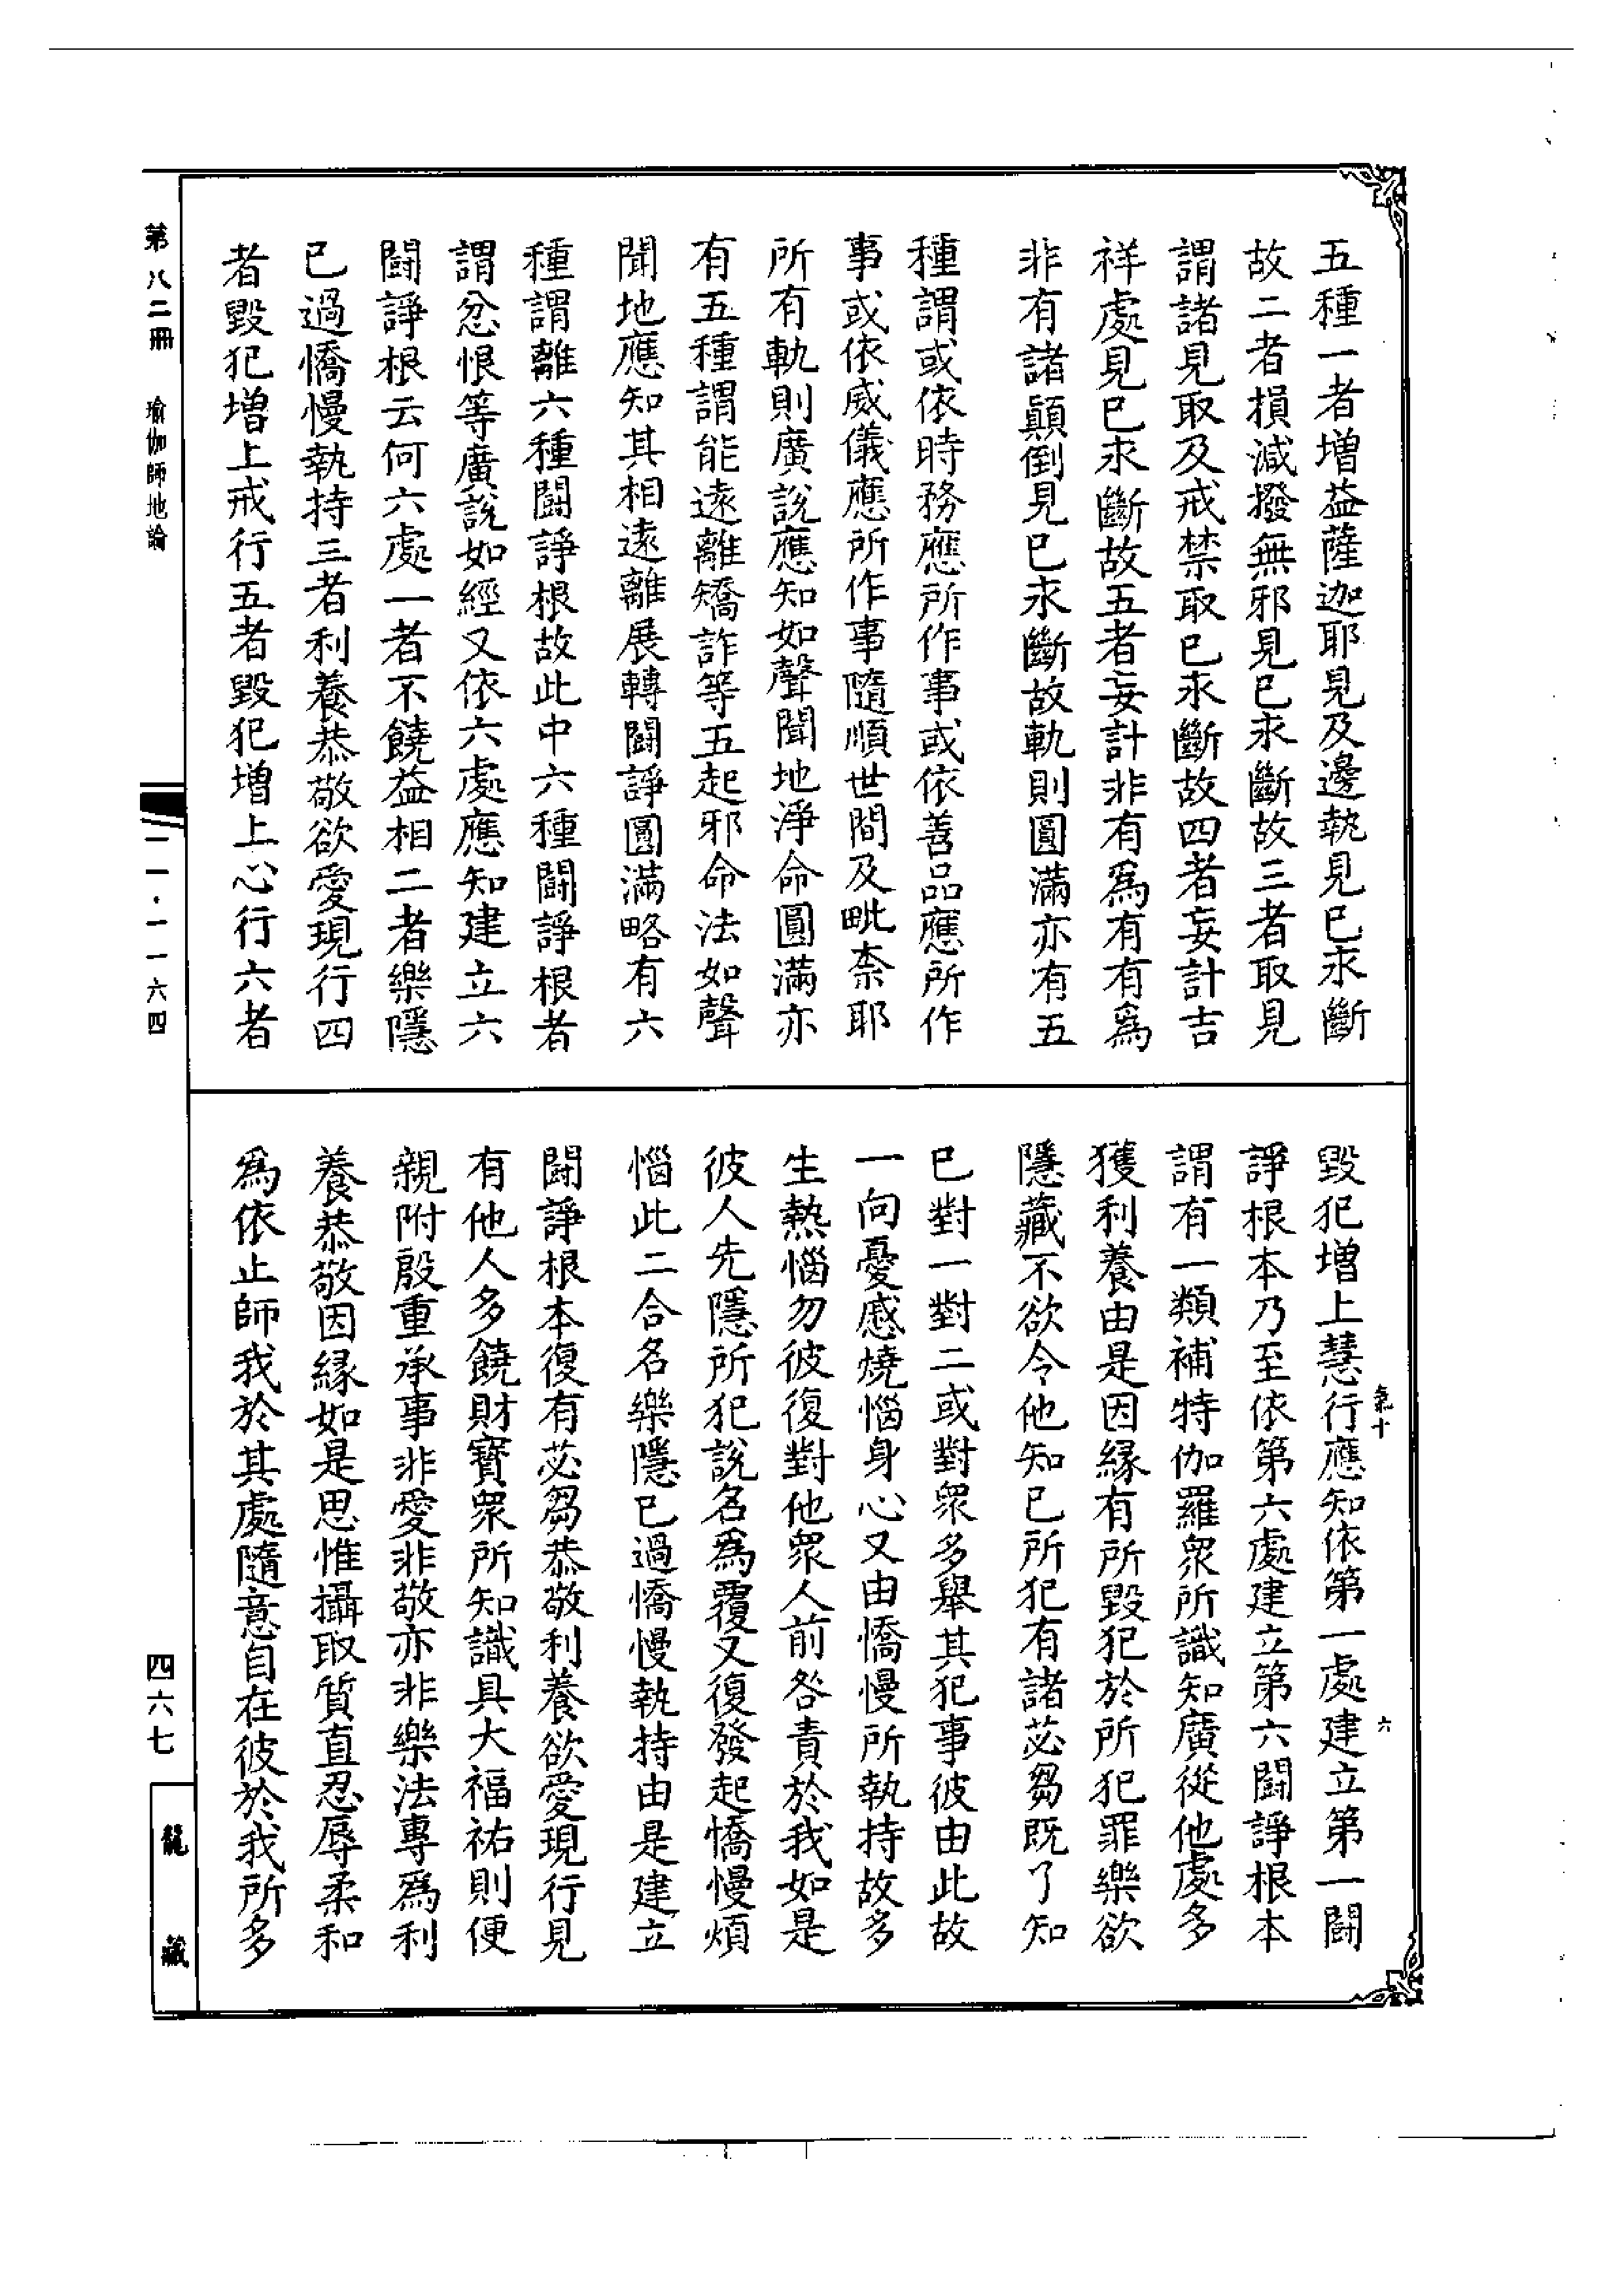 五種一者增益薩迦耶見及邊執見已永斷
故二者損減撥無邪見已永斷故三者取見
謂諸見取及戒禁取已永斷故四者妄計吉
祥處見已永斷故五者妄計非有爲有有爲
非有諸顚倒見已永斷故軌則圓滿亦有五
種謂或依時務應所作事或依善品應所作
事或依威儀應所作事隨順世間及毗柰耶
所有軌則廣說應知如聲聞地淨命圓滿亦
有五種謂能遠離矯詐等五起邪命法如聲
聞地應知其相遠離展轉鬪諍圓滿略有六
種謂離六種鬪諍根故此中六種鬪諍根者
謂忿恨等廣說如經又依六處應知建立六
鬪諍根云何六處一者不饒益相二者樂隱
已過憍慢執持三者利養恭敬欲愛現行四
者毀犯增上戒行五者毀犯增上心行六者
毀犯增上慧行應知依第一處建立第一鬪
諍根本乃至依第六處建立第六鬪諍根本
謂有一類補特伽羅衆所識知廣從他處多
獲利養由是因緣有所毀犯於所犯罪樂欲
隱藏不欲令他知已所犯有諸苾芻既了知
已對一對二或對衆多舉其犯事彼由此故
一向憂慼燒惱身心又由憍慢所執持故多
生熱惱勿彼復對他衆人前咎責於我如是
彼人先隱所犯說名爲覆又復發起憍慢煩
惱此二合名樂隱已過憍慢執持由是建立
鬪諍根本復有苾芻恭敬利養欲愛現行見
有他人多饒財寶衆所知識具大福祐則便
親附殷重承事非愛非敬亦非樂法專爲利
養恭敬因緣如是思惟攝取質直忍辱柔和
爲依止師我於其處隨意自在彼於我所多
氣十
六
第八二冊 瑜伽師地論
二一·一一六四
四六七
龍藏